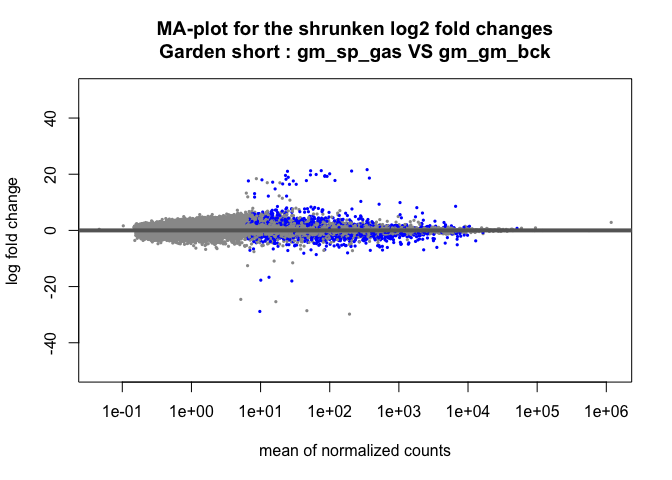 MA-plot for the shrunken log2 fold changes
Garden short : gm_sp_gas VS gm_gm_bck
log fold change
40
20
0
-20
-40
1e-01 1e+00 1e+01 1e+02 1e+03 1e+04 1e+05 1e+06
mean of normalized counts